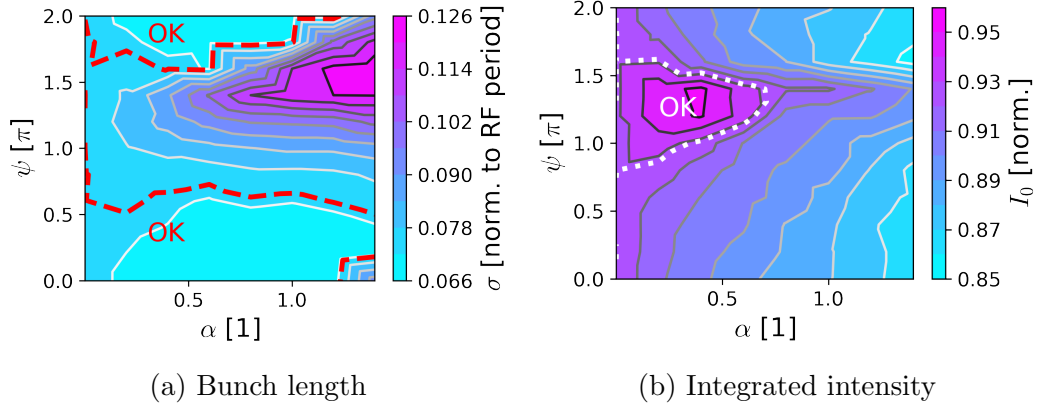 2.0
1.5
1.0
0.5
0.0
0.5
1.0
ψ [π]
α [1]
OK
OK
0.126
0.114
0.102
0.090
0.078
0.066
σ [norm. to RF period]
2.0
1.5
1.0
0.5
0.0
0.5
1.0
ψ [π]
α [1]
OK
0.95
0.93
0.91
0.89
0.87
0.85
I₀ [norm.]
(a) Bunch length
(b) Integrated intensity